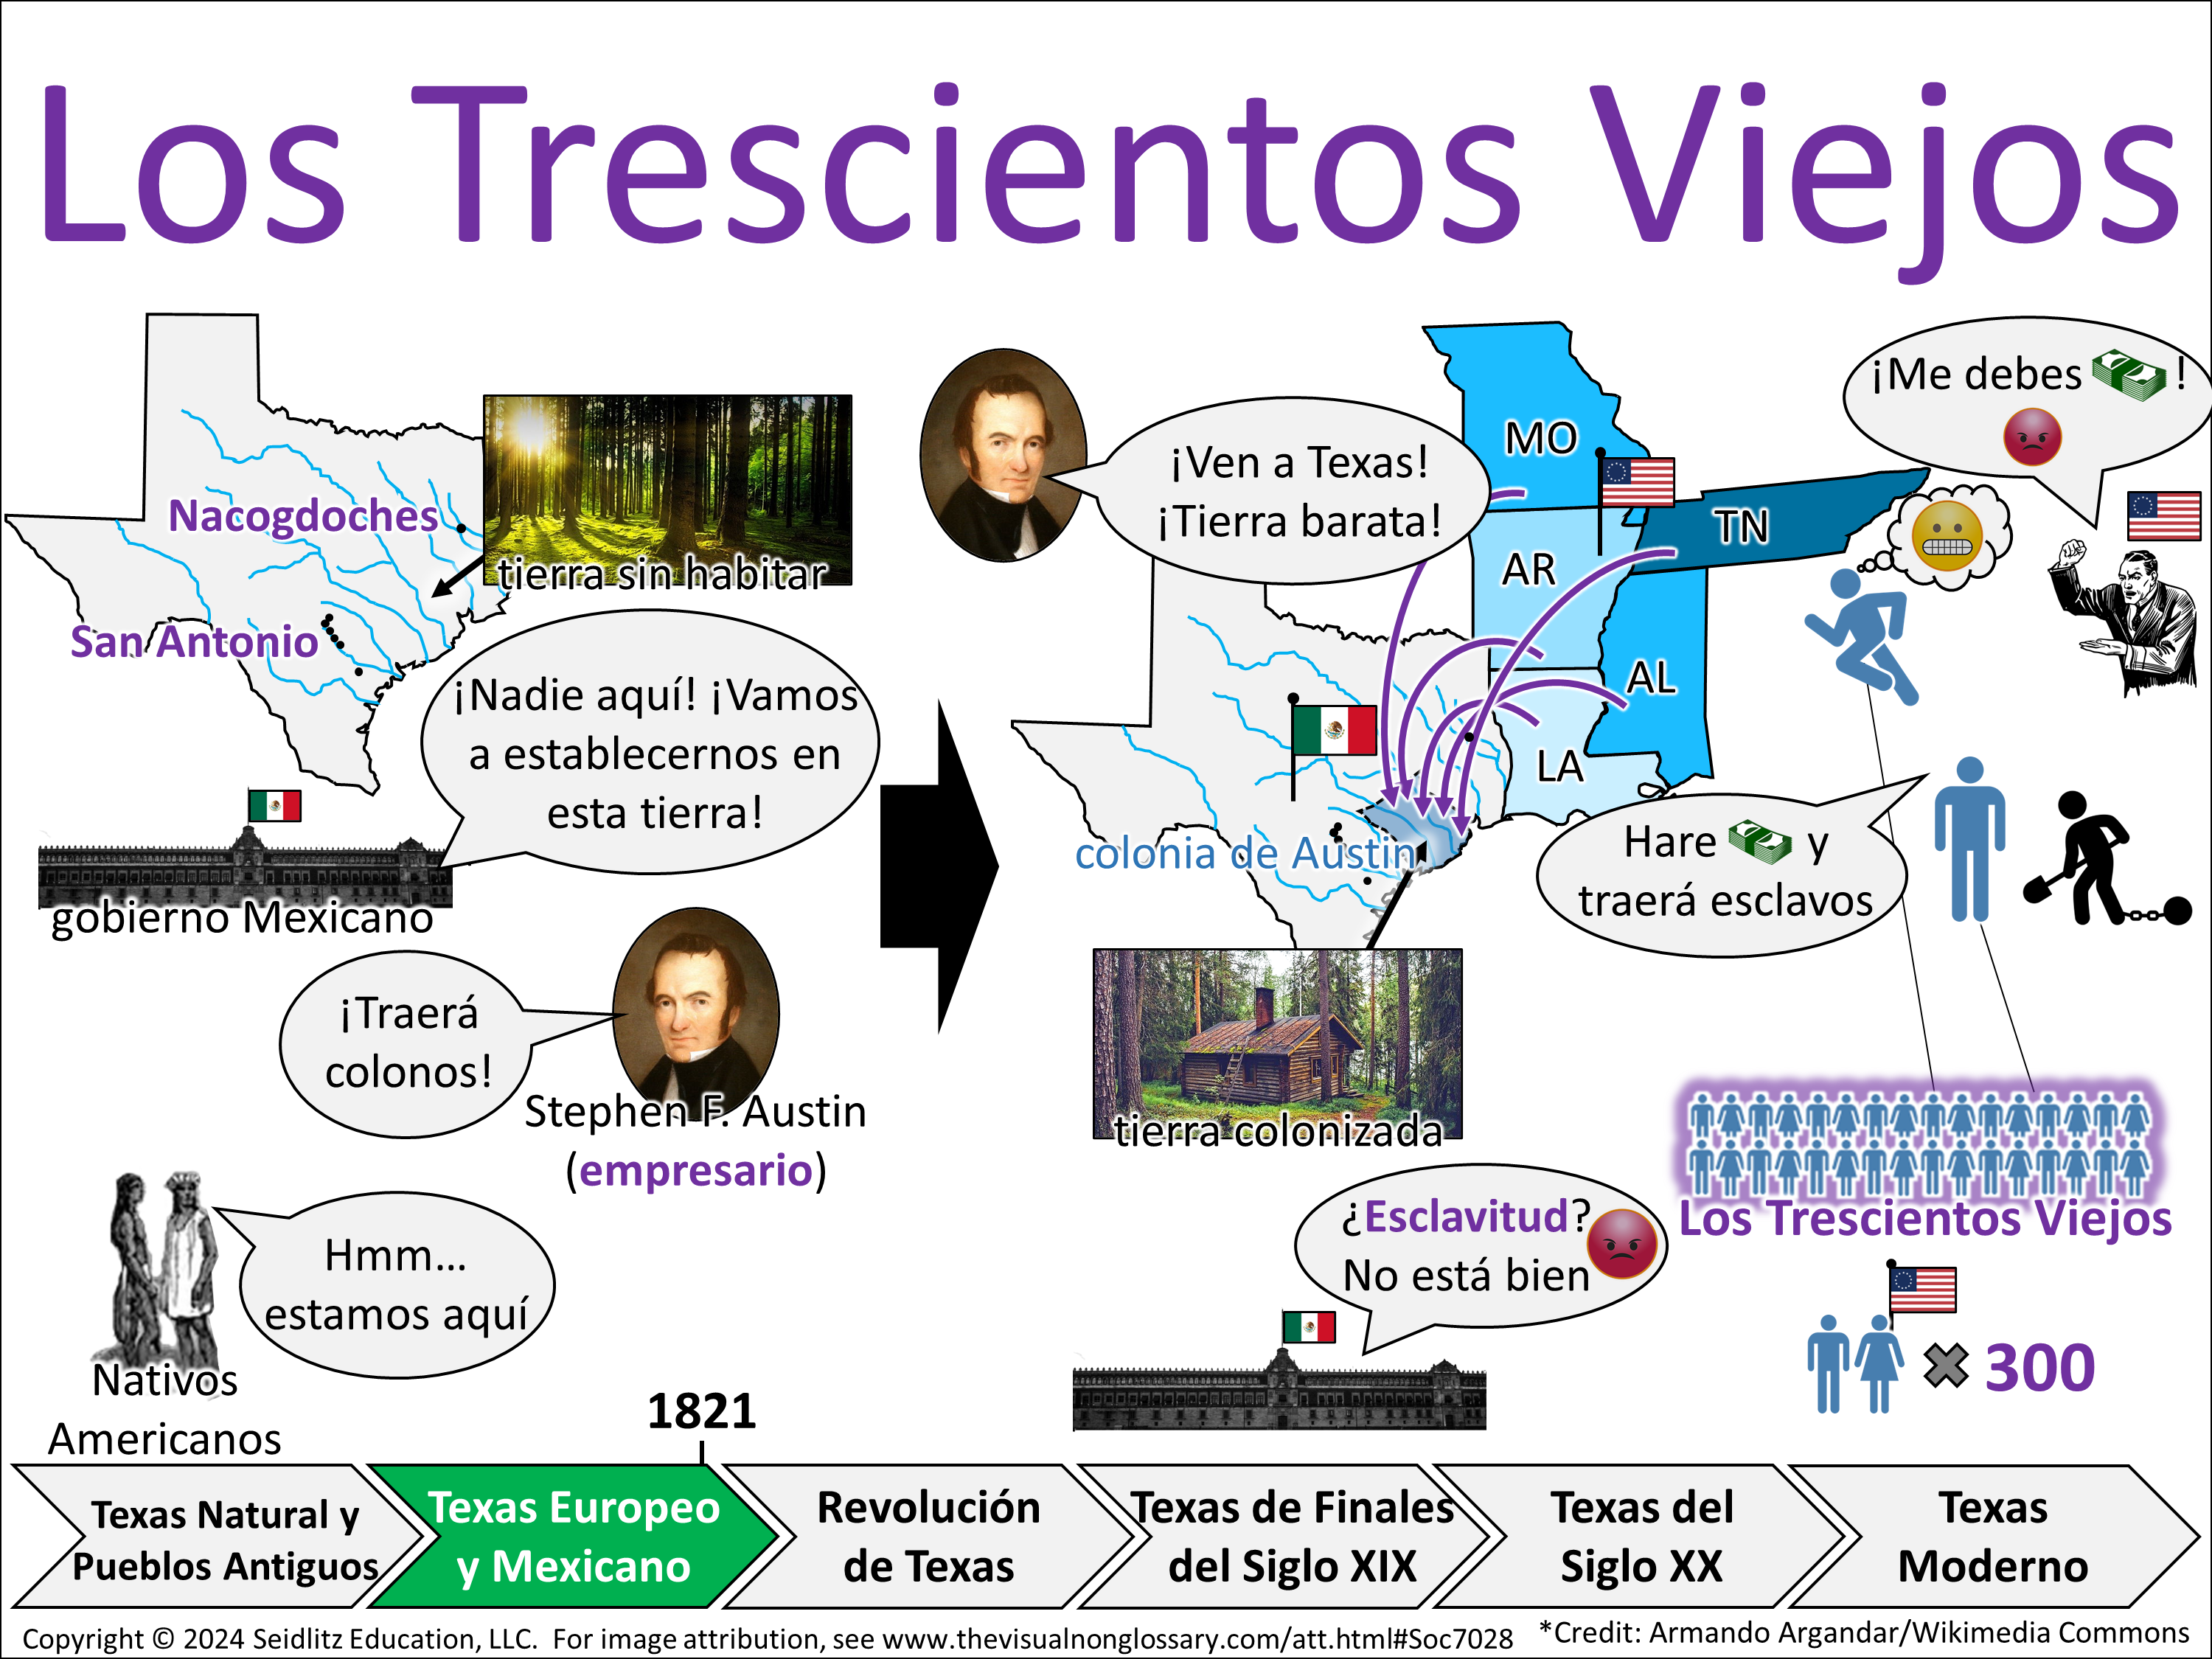 Los Trescientos Viejos
Nacogdoches
San Antonio
tierra sin habitar
¡Nadie aquí! ¡Vamos
a establecernos en
esta tierra!
gobierno Mexicano
¡Traerá
colonos!
Stephen F. Austin
(empresario)
Hmm...
estamos aquí
Nativos
Americanos
¡Ven a Texas!
¡Tierra barata!
MO
AR
TN
AL
LA
colonia de Austin
tierra colonizada
¡Me debes !
Hare y
traerá esclavos
¿Esclavitud?
No está bien
Los Trescientos Viejos
300
1821
Texas Natural y
Pueblos Antiguos
Texas Europeo
y Mexicano
Revolución
de Texas
Texas de Finales
del Siglo XIX
Texas del
Siglo XX
Texas
Moderno
Copyright © 2024 Seidlitz Education, LLC. For image attribution, see www.thevisualnonglossary.com/att.html#Soc7028
*Credit: Armando Argandar/Wikimedia Commons